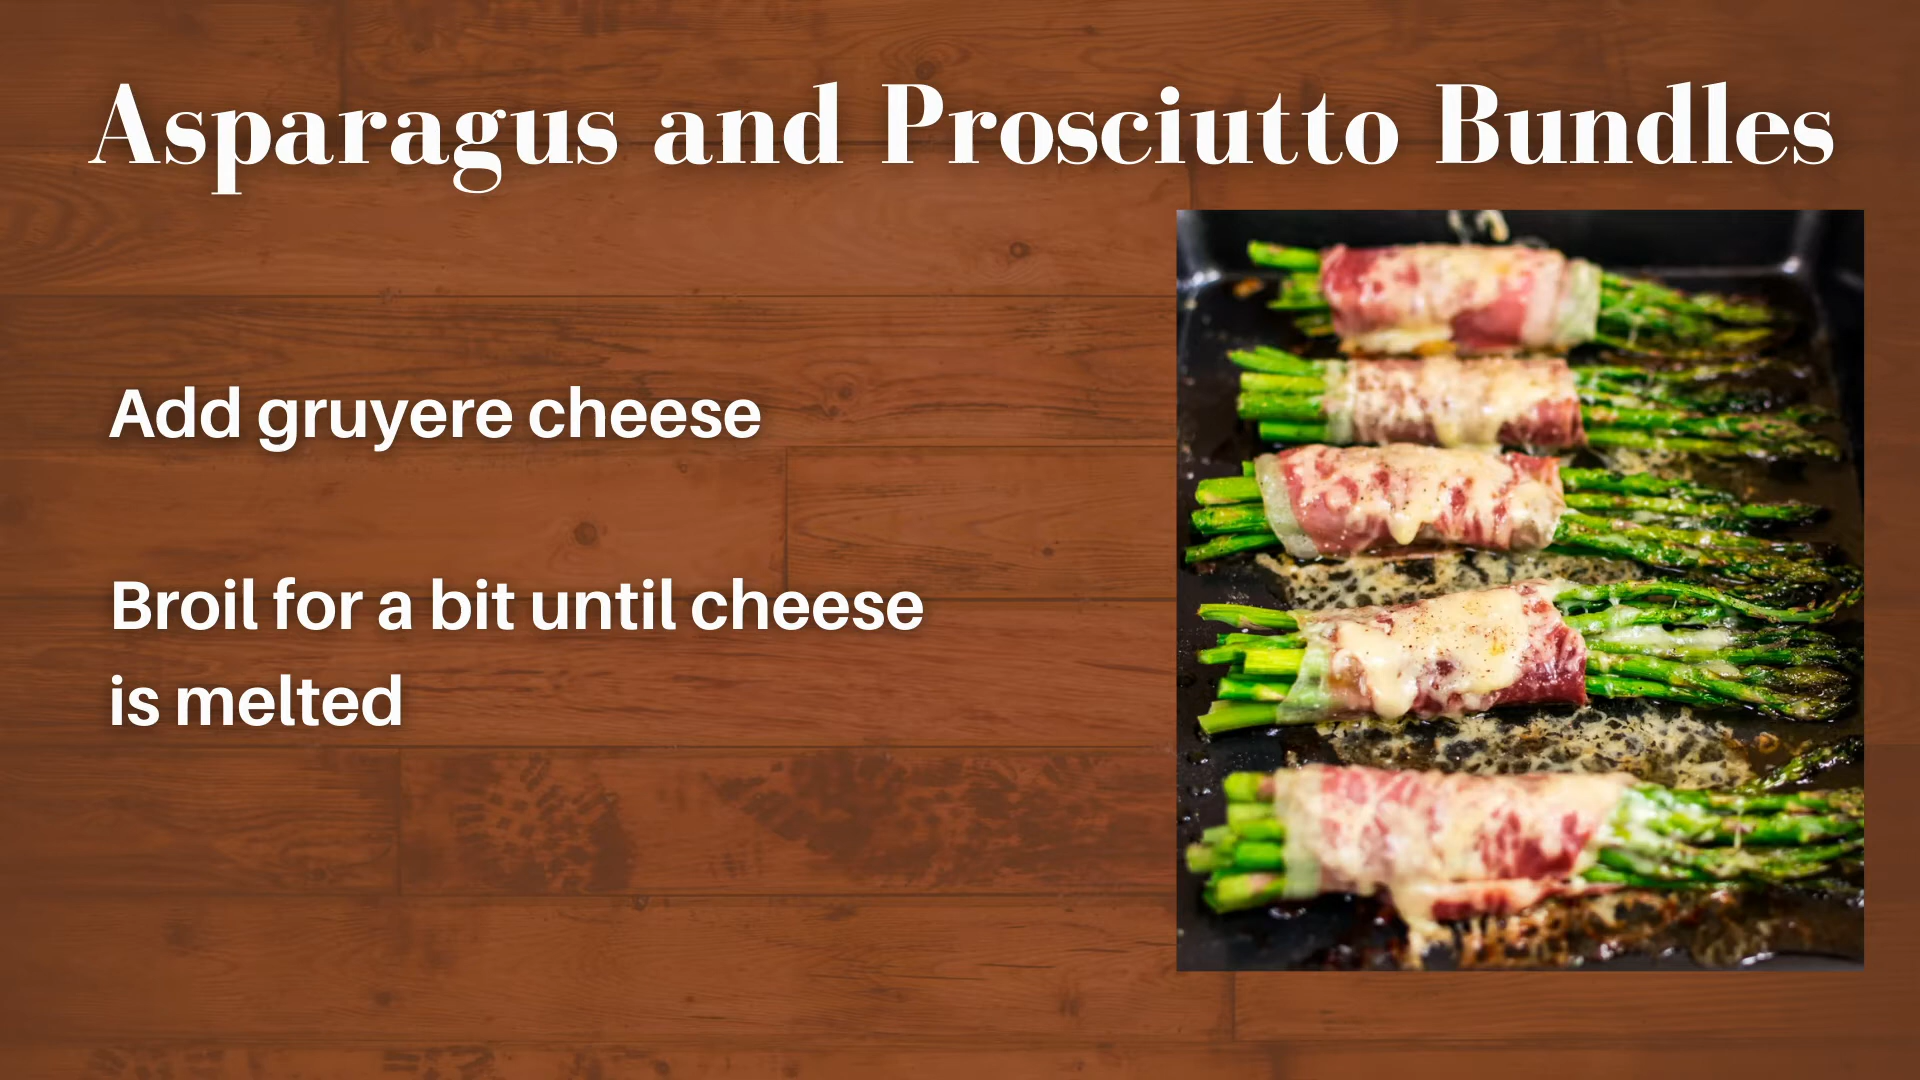 Asparagus and Prosciutto Bundles
Add gruyere cheese
Broil for a bit until cheese
is melted